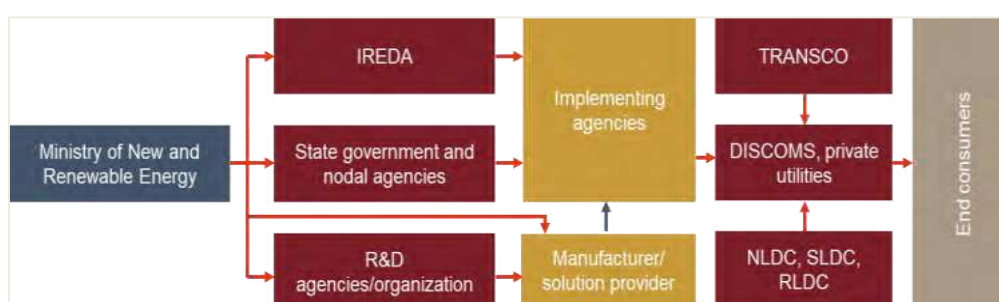 IREDA
TRANSCO
Implementing
agencies
Ministry of New and
Renewable Energy
State government and
nodal agencies
DISCOMS, private
utilities
End consumers
R&D
agencies/organization
Manufacturer/
solution provider
NLDC, SLDC,
RLDC